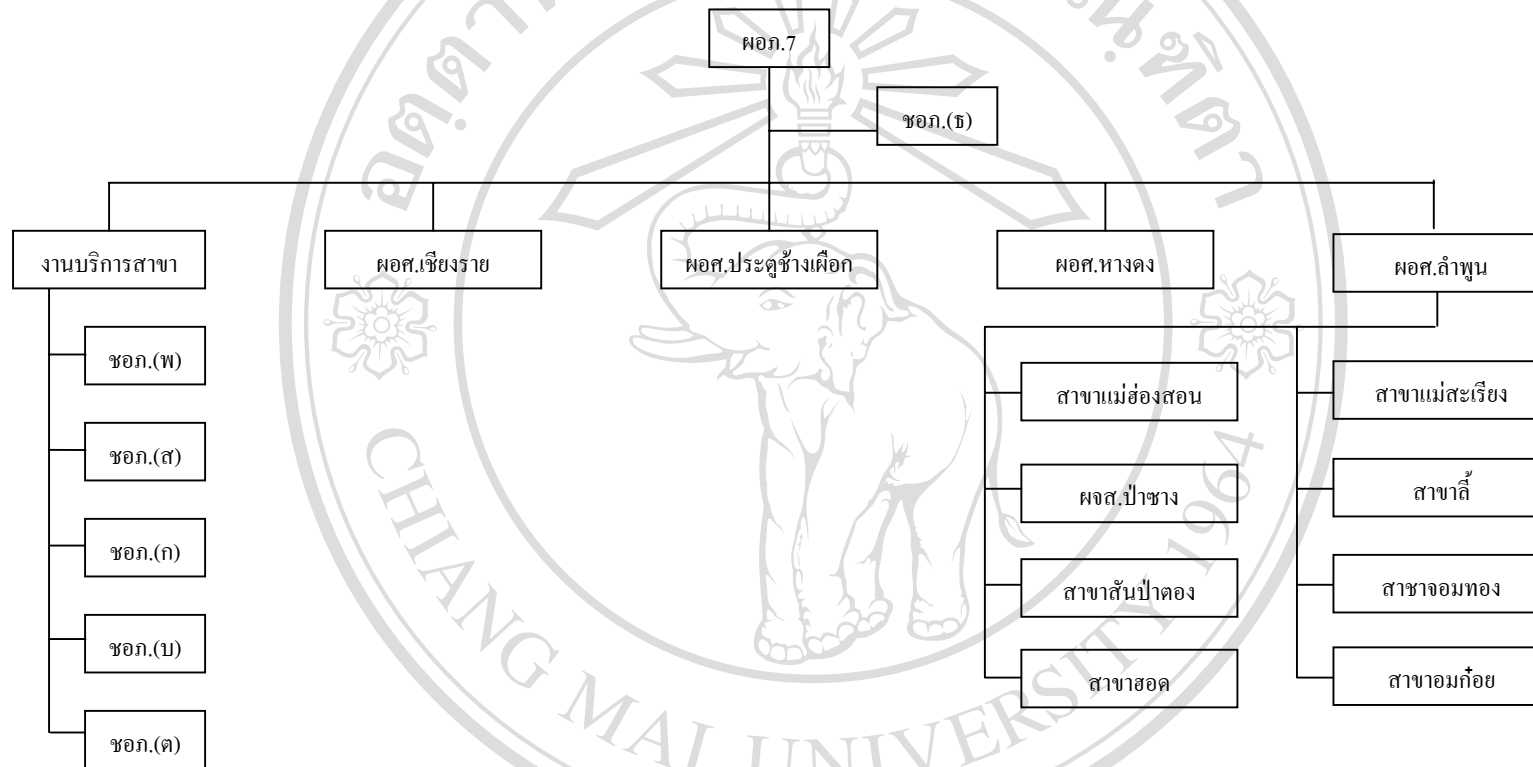 ผอภ.7
ชอภ.(ธ)
งานบริการสาขา
ผอศ.เชียงราย
ผอศ.ประตูช้างเผือก
ผอศ.หางดง
ผอศ.ลำพูน
ชอภ.(พ)
ชอภ.(ส)
ชอภ.(ก)
ชอภ.(บ)
ชอภ.(ต)
สาขาแม่ฮ่องสอน
ผจส.ป่าซาง
สาขาสันป่าตอง
สาขาฮอด
สาขาแม่สะเรียง
สาขาลี้
สาชาจอมทอง
สาขาอมก๋อย
CHIANG MAI UNIVERSITY 1964